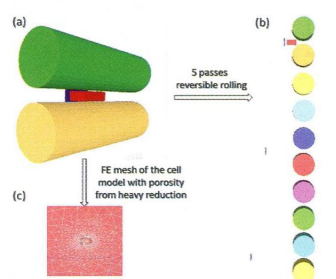 (a)
(b)
5 passes
reversible rolling
FE mesh of the cell
model with porosity
from heavy reduction
(c)